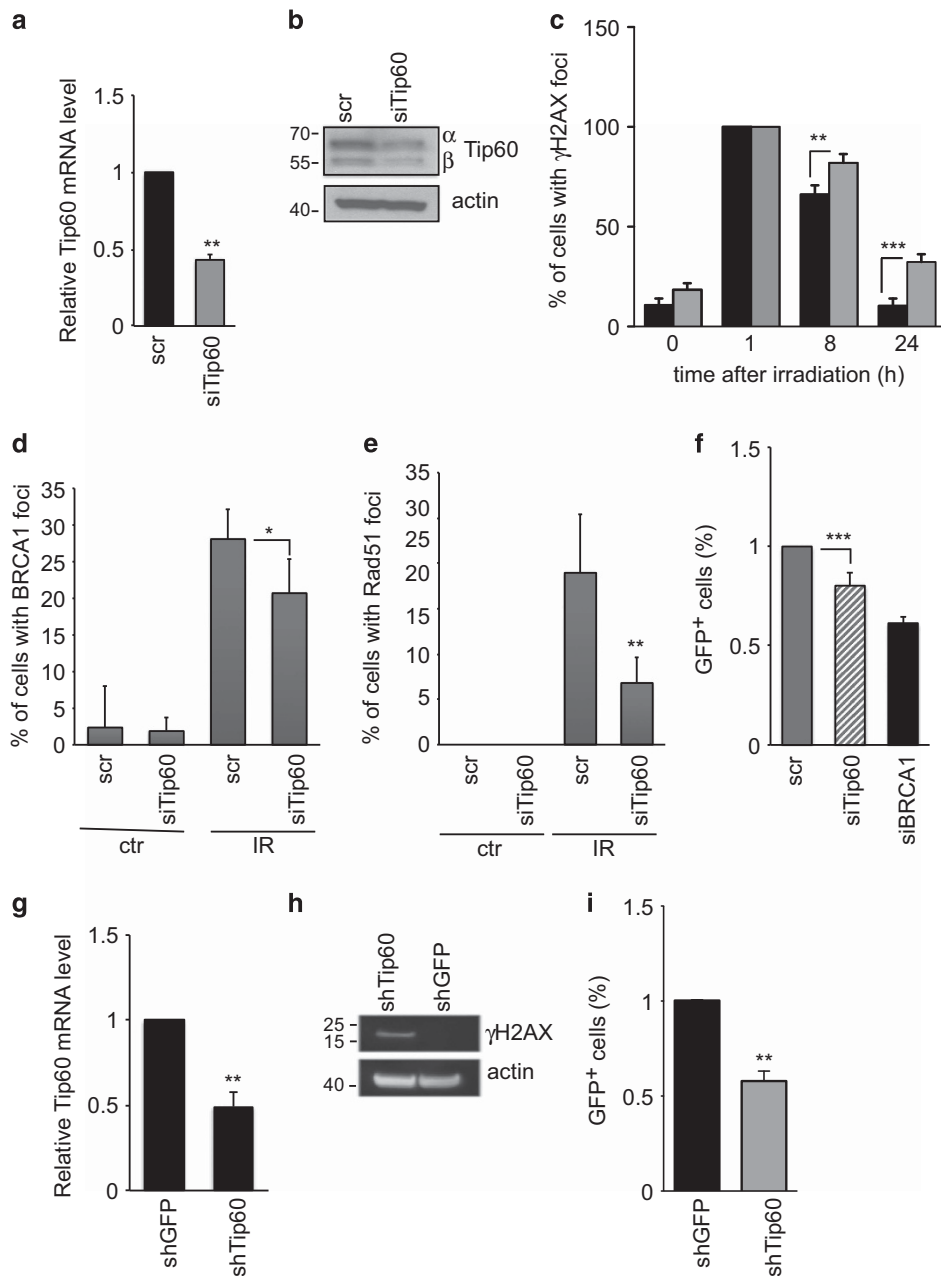 a
Relative Tip60 mRNA level
1.5
1
0.5
0
**
scr
siTip60
b
scr
siTip60
70-
55-
α
β
Tip60
40-
actin
c
% of cells with γH2AX foci
150
100
50
0
**
***
0
1
8
24
time after irradiation (h)
d
% of cells with BRCA1 foci
35
30
25
20
15
10
5
0
*
scr
siTip60
scr
siTip60
ctr
IR
e
% of cells with Rad51 foci
35
30
25
20
15
10
5
0
**
scr
siTip60
scr
siTip60
ctr
IR
f
GFP+ cells (%)
1.5
1
0.5
0
***
scr
siTip60
siBRCA1
g
Relative Tip60 mRNA level
1.5
1
0.5
0
**
shGFP
shTip60
h
shTip60
shGFP
25-
15-
γH2AX
40-
actin
i
GFP+ cells (%)
1.5
1
0.5
0
**
shGFP
shTip60